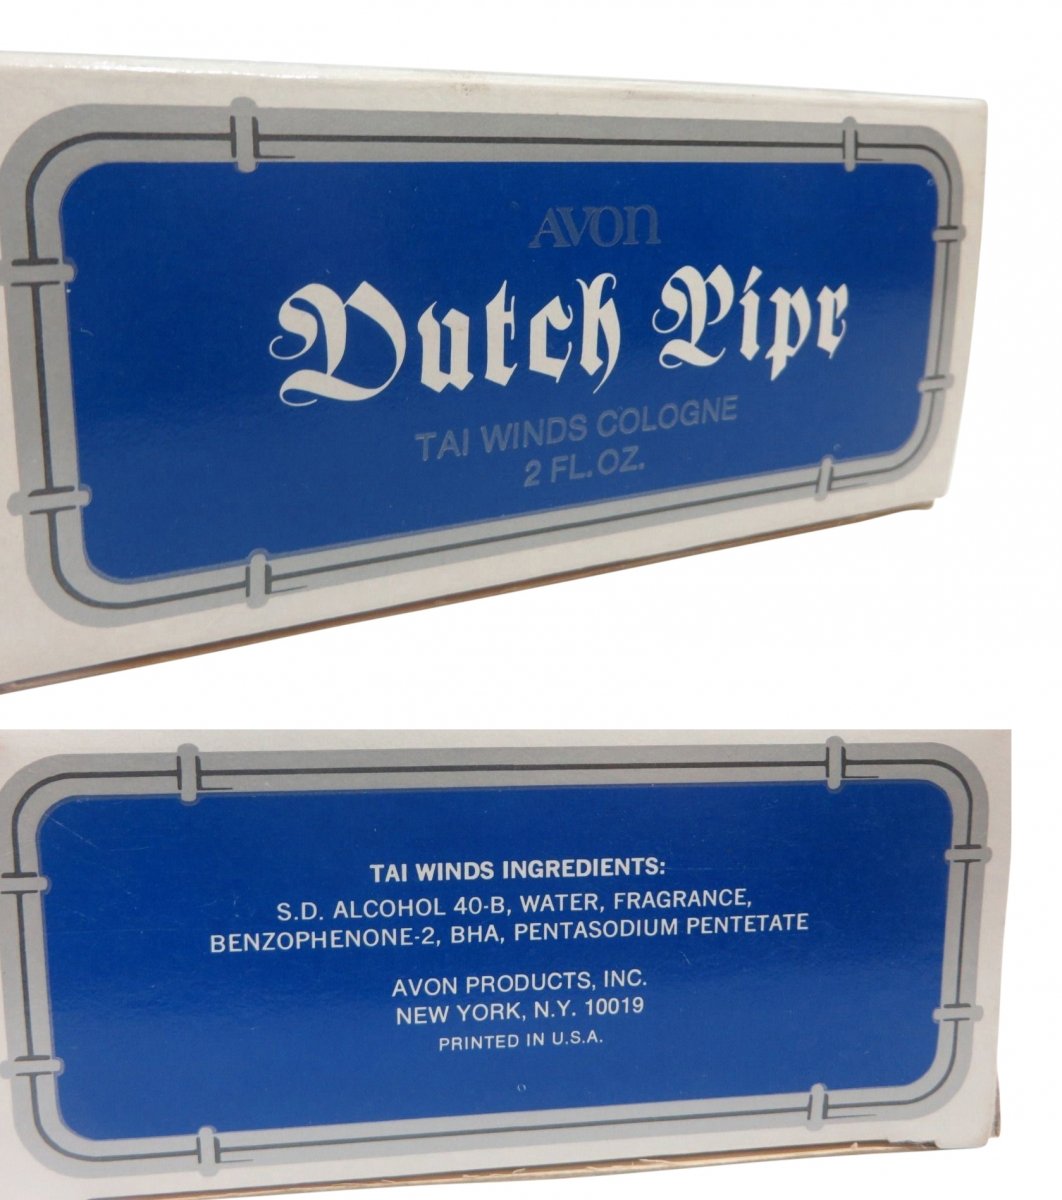 AVON
Dutch Pipe
TAI WINDS COLOGNE
2 FL. OZ.
TAI WINDS INGREDIENTS:
S.D. ALCOHOL 40-B, WATER, FRAGRANCE,
BENZOPHENONE-2, BHA, PENTASODIUM PENTETATE
AVON PRODUCTS, INC.
NEW YORK, N.Y. 10019
PRINTED IN U.S.A.